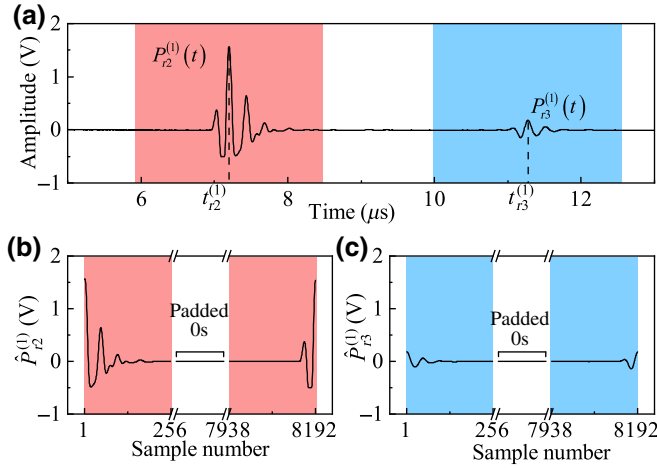 (a)
2
1
0
−1
Amplitude (V)
P_{r2}^{(1)}(t)
P_{r3}^{(1)}(t)
6 t_{r2}^{(1)} 8 10 t_{r3}^{(1)} 12
Time (μs)
(b)
2
1
0
−1
P̂_{r2}^{(1)} (V)
Padded
0s
1 256 7938 8192
Sample number
(c)
2
1
0
−1
P̂_{r3}^{(1)} (V)
Padded
0s
1 256 7938 8192
Sample number